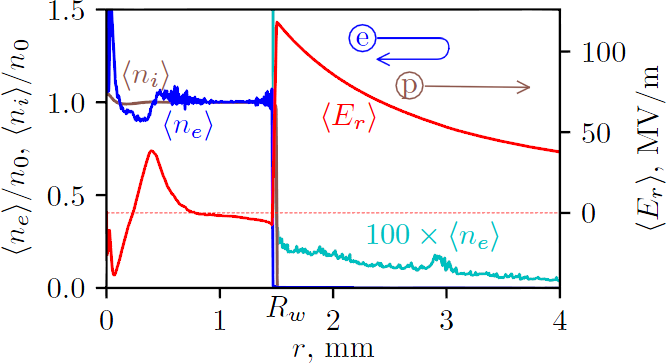 ⟨n_e⟩/n_0, ⟨n_i⟩/n_0
1.5
1.0
0.5
0.0
⟨n_i⟩
⟨n_e⟩
⟨E_r⟩
e
p
100 × ⟨n_e⟩
100
50
0
⟨E_r⟩, MV/m
0
1
R_w
2
3
4
r, mm